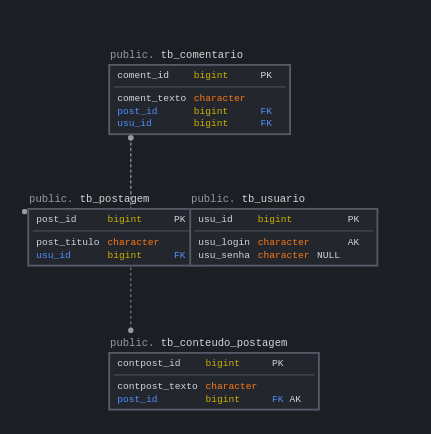 public. tb_comentario
coment_id bigint PK
coment_texto character
post_id bigint FK
usu_id bigint FK
public. tb_postagem
post_id bigint PK
post_titulo character
usu_id bigint FK
public. tb_usuario
usu_id bigint PK
usu_login character AK
usu_senha character NULL
public. tb_conteudo_postagem
contpost_id bigint PK
contpost_texto character
post_id bigint FK AK